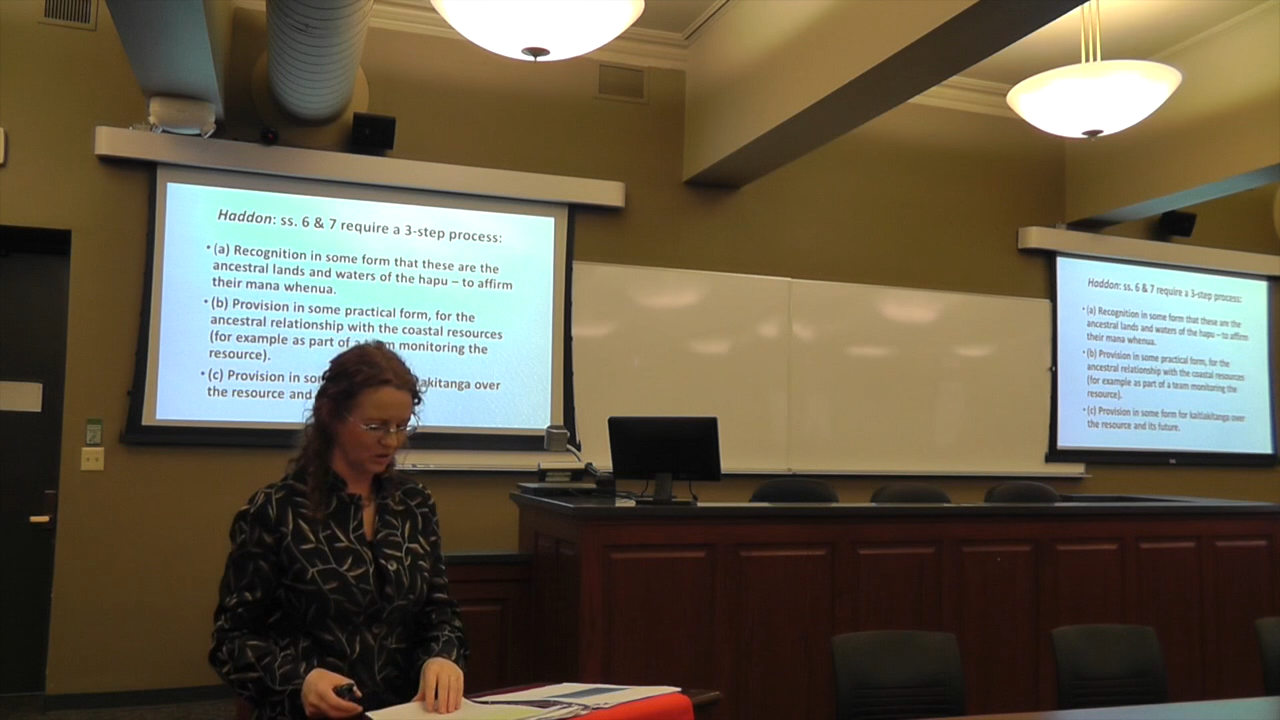 Haddon: ss. 6 & 7 require a 3-step process:
• (a) Recognition in some form that these are the
ancestral lands and waters of the hapu – to affirm
their mana whenua.
• (b) Provision in some practical form, for the
ancestral relationship with the coastal resources
(for example as part of a team monitoring the
resource).
• (c) Provision in so akitanga over
the resource and
Haddon: ss. 6 & 7 require a 3-step process:
• (a) Recognition in some form that these are the
ancestral lands and waters of the hapu – to affirm
their mana whenua.
• (b) Provision in some practical form, for the
ancestral relationship with the coastal resources
(for example as part of a team monitoring the
resource).
• (c) Provision in some form for kaitiakitanga over
the resource and its future.